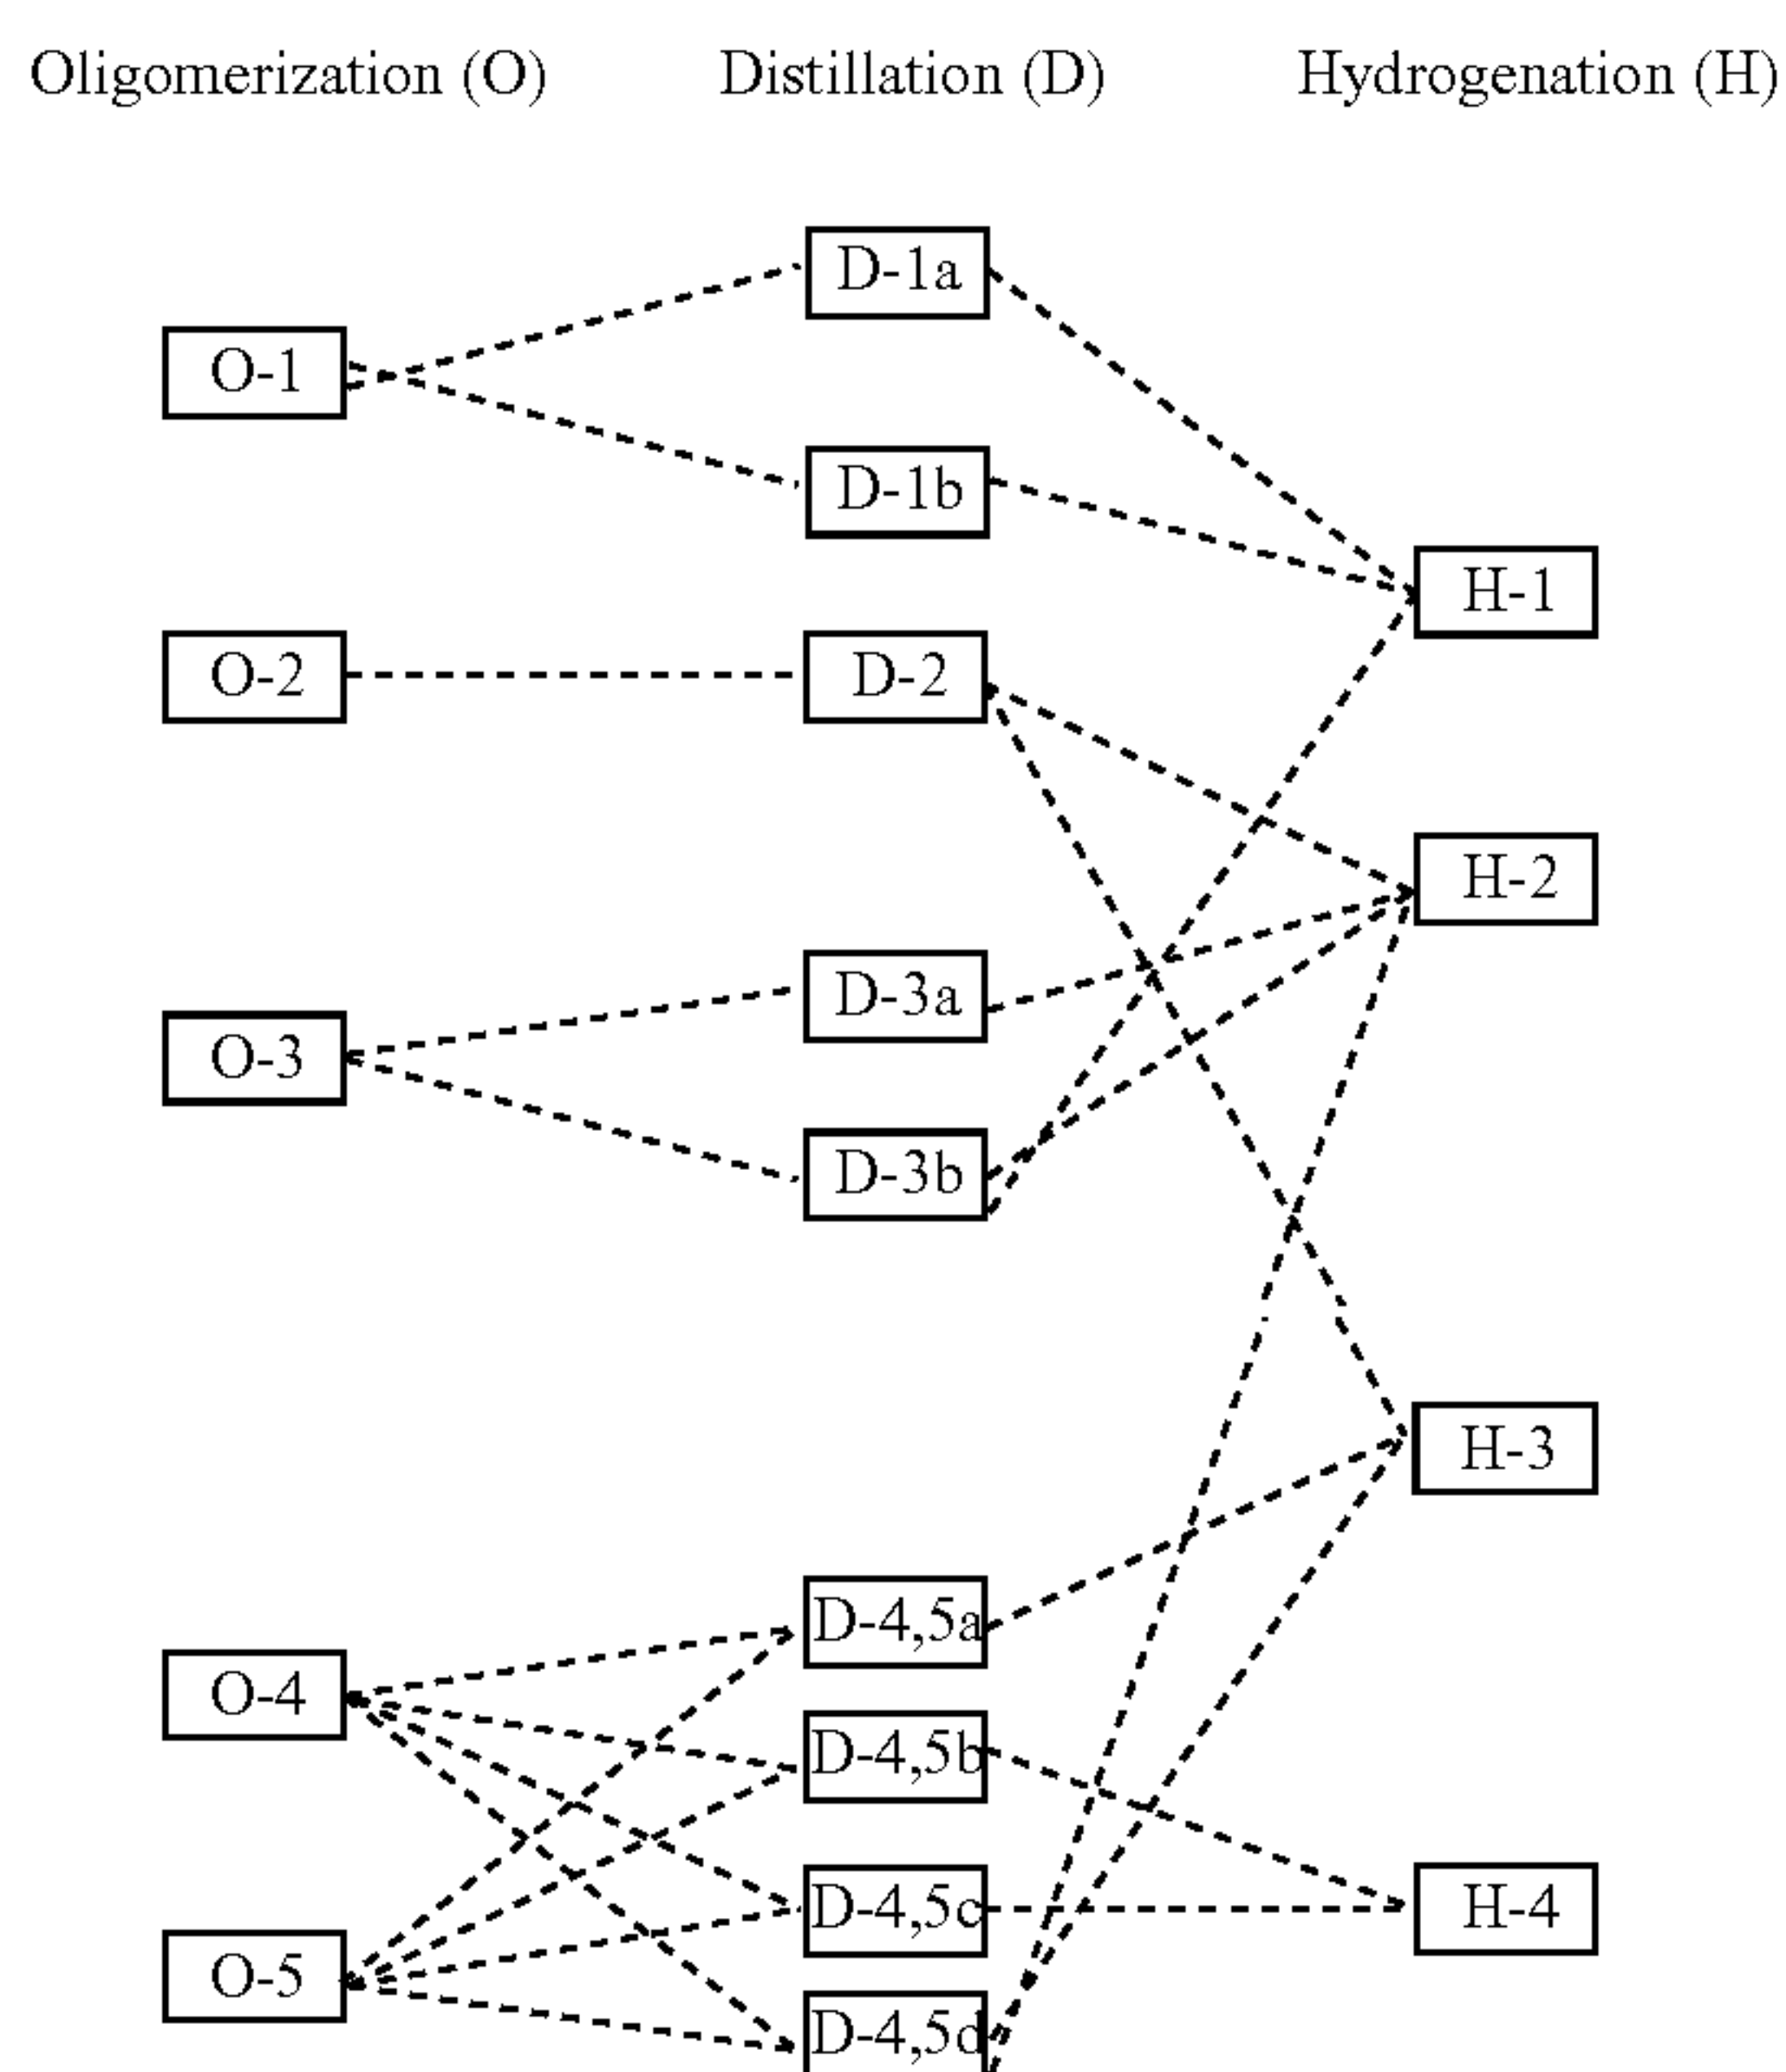 Oligomerization (O) Distillation (D) Hydrogenation (H)
D-1a
O-1
D-1b
H-1
O-2 D-2
H-2
D-3a
O-3
D-3b
H-3
D-4,5a
O-4
D-4,5b
D-4,5c H-4
O-5
D-4,5d